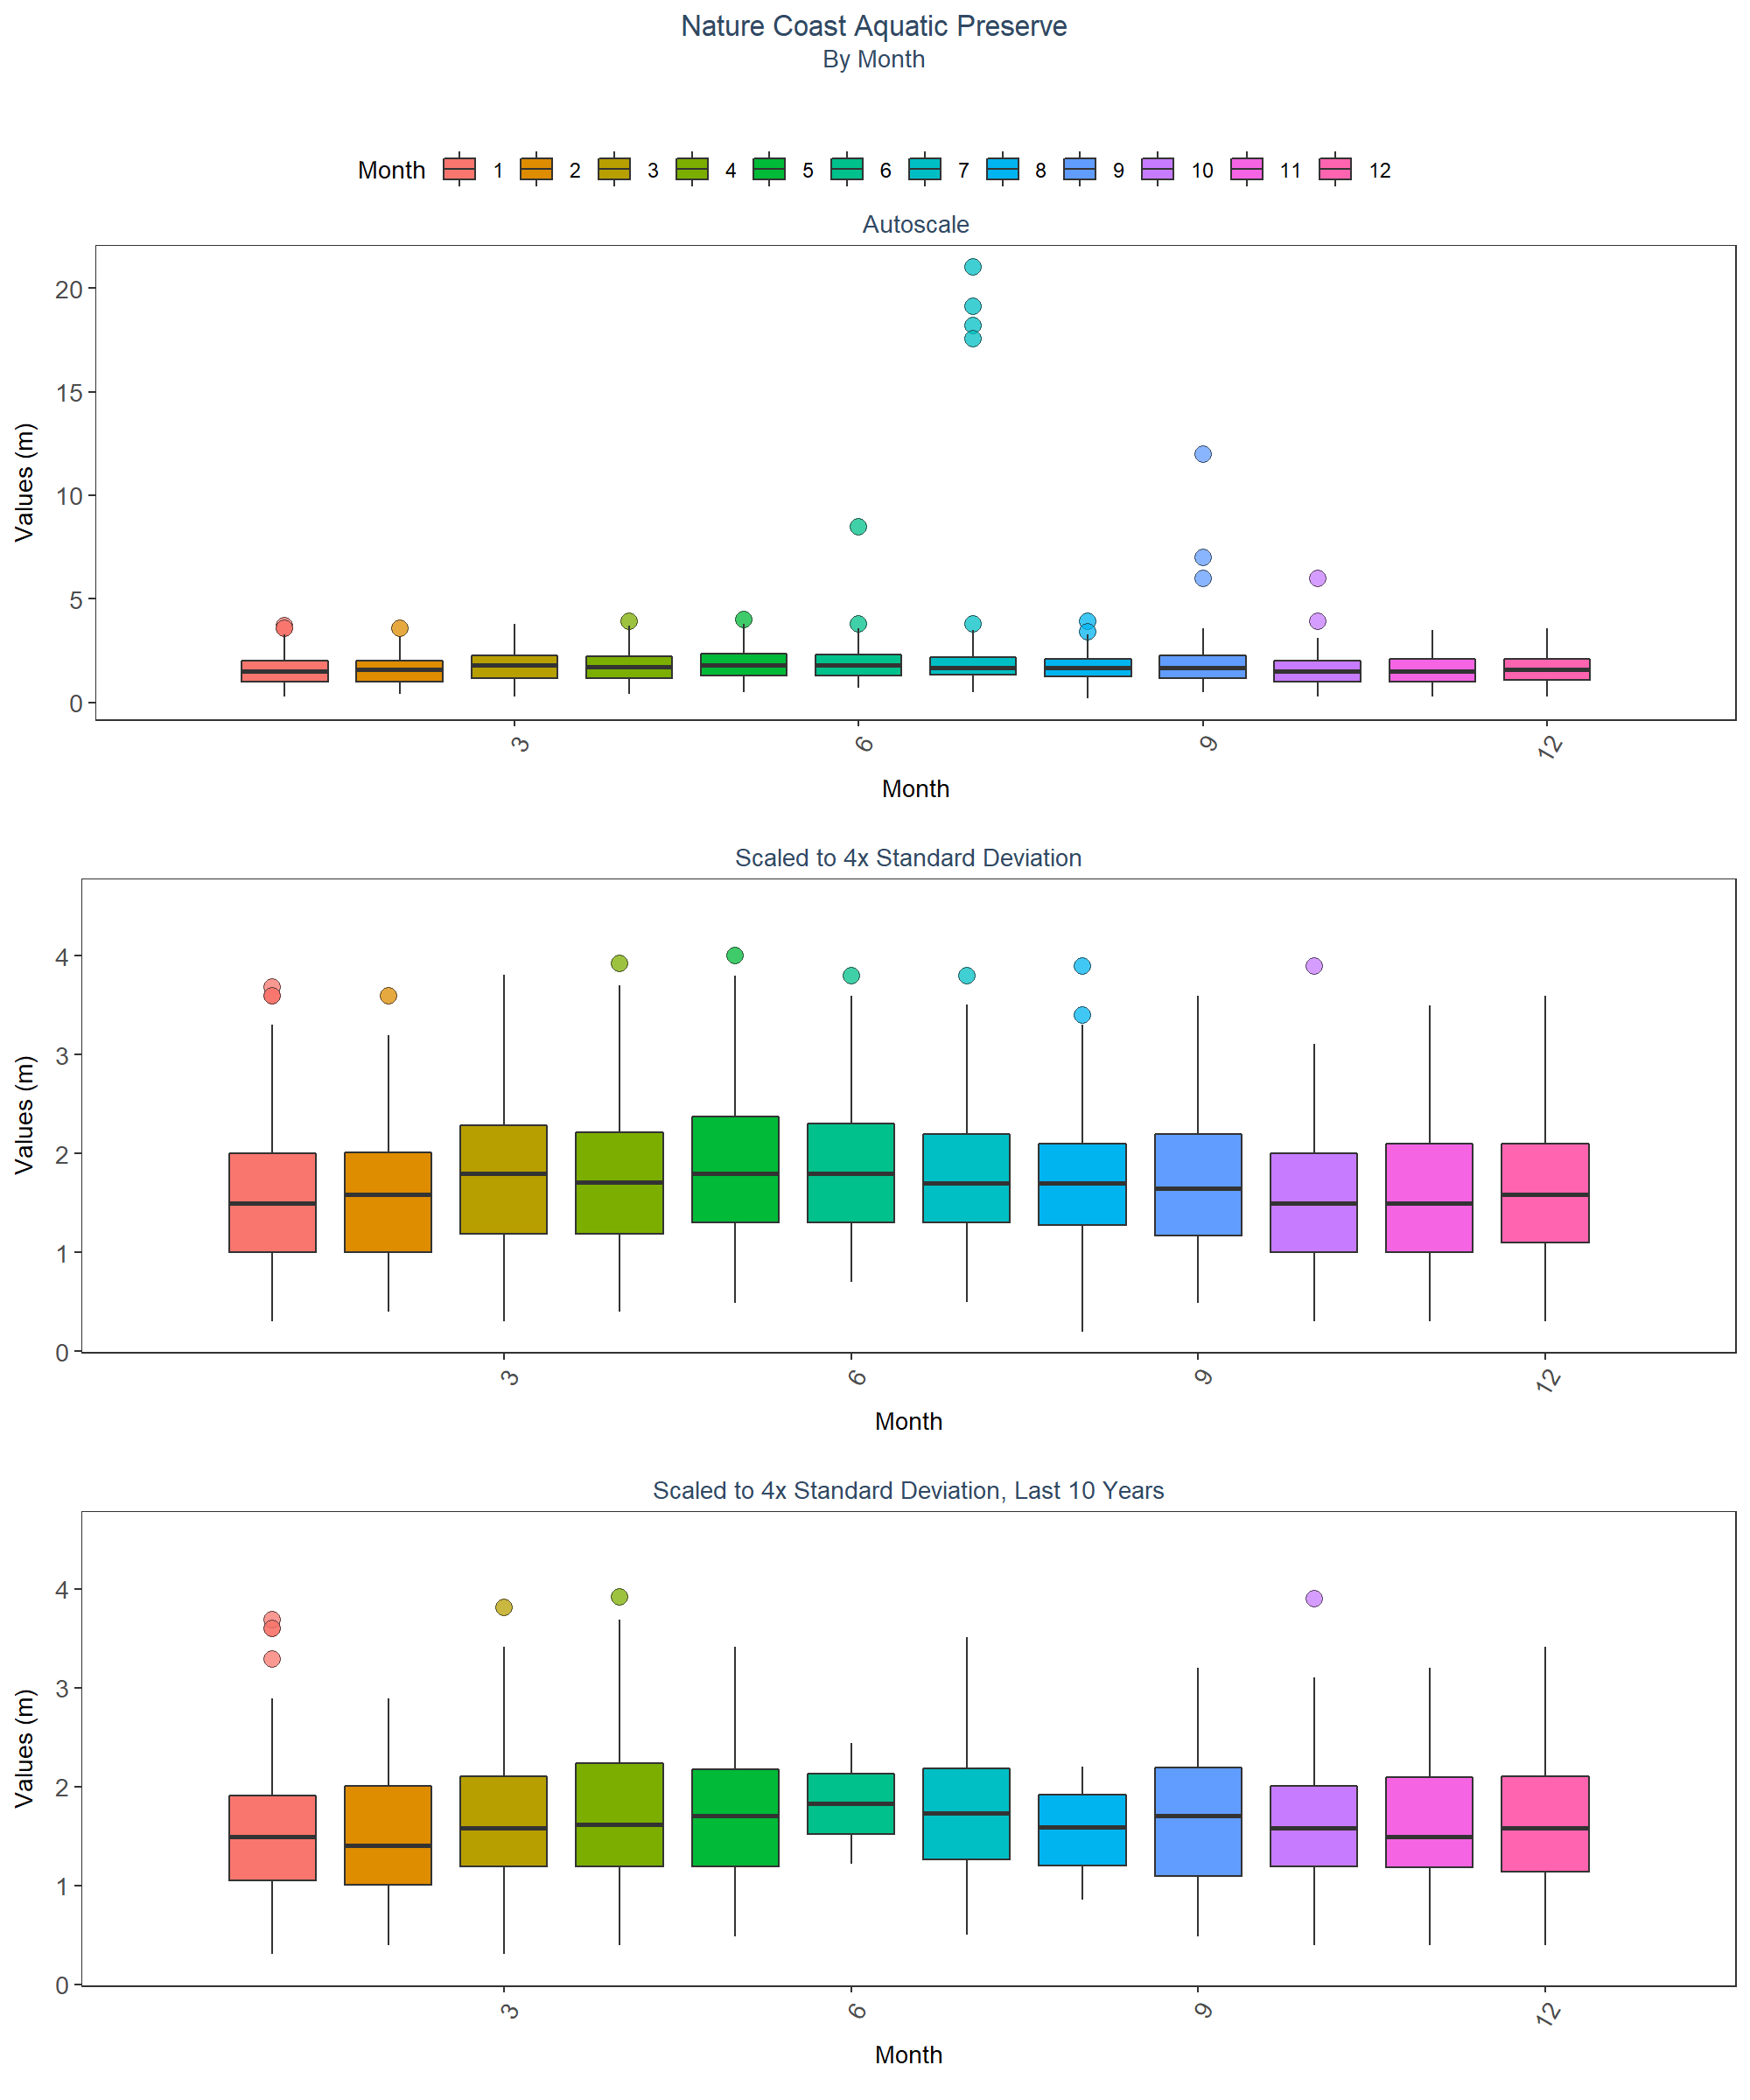 Nature Coast Aquatic Preserve
By Month
Month 1 2 3 4 5 6 7 8 9 10 11 12
Autoscale
Values (m)
20
15
10
5
0
3 6 9 12
Month
Scaled to 4x Standard Deviation
Values (m)
4
3
2
1
0
3 6 9 12
Month
Scaled to 4x Standard Deviation, Last 10 Years
Values (m)
4
3
2
1
0
3 6 9 12
Month